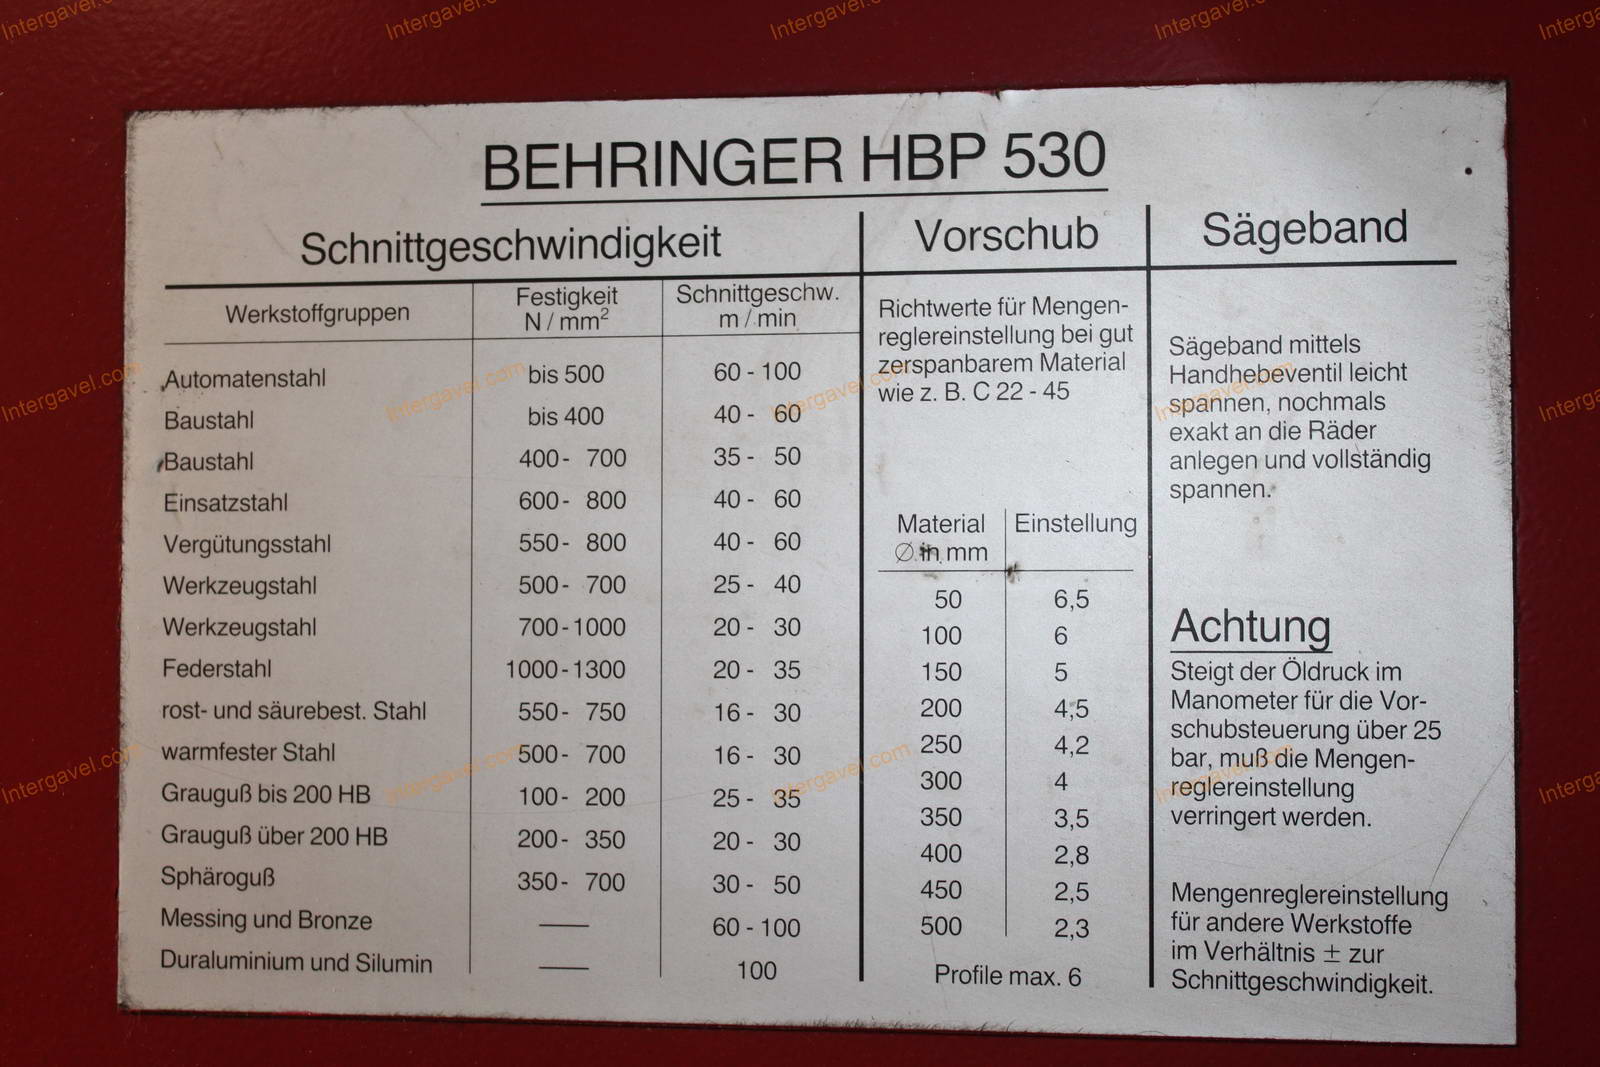 BEHRINGER HBP 530
Schnittgeschwindigkeit
Werkstoffgruppen Festigkeit N / mm² Schnittgeschw. m / min
Automatenstahl bis 500 60 - 100
Baustahl bis 400 40 - 60
Baustahl 400 - 700 35 - 50
Einsatzstahl 600 - 800 40 - 60
Vergütungsstahl 550 - 800 40 - 60
Werkzeugstahl 500 - 700 25 - 40
Werkzeugstahl 700 - 1000 20 - 30
Federstahl 1000 - 1300 20 - 35
rost- und säurebest. Stahl 550 - 750 16 - 30
warmfester Stahl 500 - 700 16 - 30
Grauguß bis 200 HB 100 - 200 25 - 35
Grauguß über 200 HB 200 - 350 20 - 30
Sphäroguß 350 - 700 30 - 50
Messing und Bronze — 60 - 100
Duraluminium und Silumin — 100
Vorschub
Richtwerte für Mengen-
reglereinstellung bei gut
zerspanbarem Material
wie z. B. C 22 - 45
Material Ø in mm Einstellung
50 6,5
100 6
150 5
200 4,5
250 4,2
300 4
350 3,5
400 2,8
450 2,5
500 2,3
Profile max. 6
Sägeband
Sägeband mittels
Handhebeventil leicht
spannen, nochmals
exakt an die Räder
anlegen und vollständig
spannen.
Achtung
Steigt der Öldruck im
Manometer für die Vor-
schubsteuerung über 25
bar, muß die Mengen-
reglereinstellung
verringert werden.
Mengenreglereinstellung
für andere Werkstoffe
im Verhältnis ± zur
Schnittgeschwindigkeit.
Intergavel.com